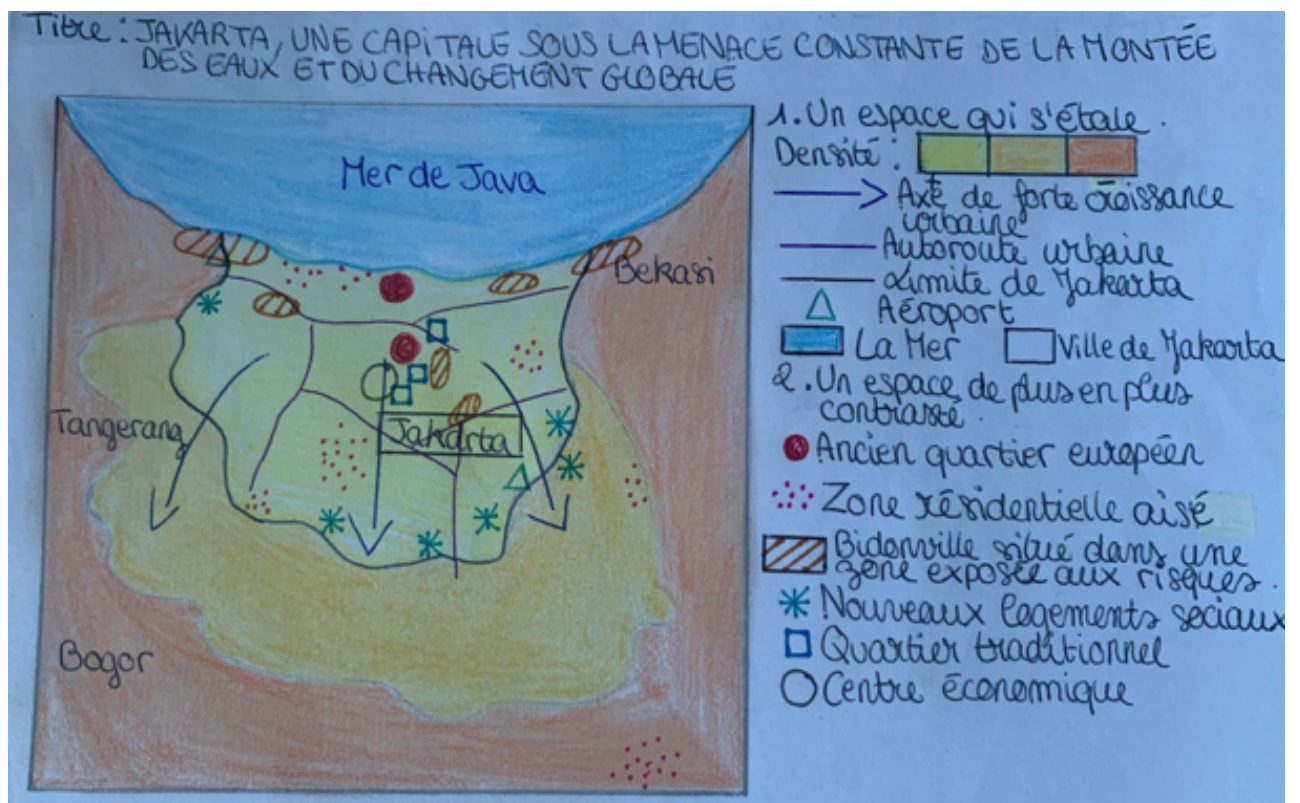 Titre : JAKARTA, UNE CAPITALE SOUS LA MENACE CONSTANTE DE LA MONTÉE
DES EAUX ET DU CHANGEMENT GLOBALE
Mer de Java
Bekasi
Jakarta
Tangerang
Bogor
1. Un espace qui s'étale.
Densité :
Axe de forte croissance
urbaine
Autoroute urbaine
Limite de Jakarta
Aéroport
La Mer
Ville de Jakarta
2. Un espace de plus en plus
contrasté.
Ancien quartier européen
Zone résidentielle aisé
Bidonville situé dans une
zone exposée aux risques.
Nouveaux logements sociaux
Quartier traditionnel
Centre économique